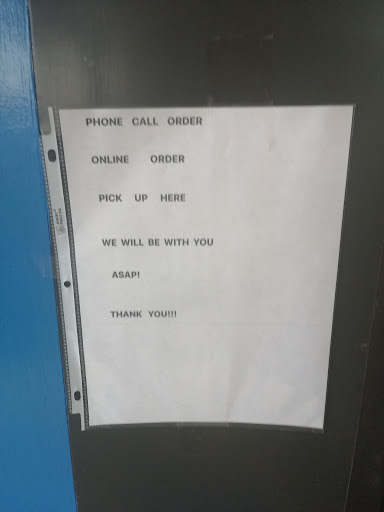 PHONE CALL ORDER
ONLINE ORDER
PICK UP HERE
WE WILL BE WITH YOU
ASAP!
THANK YOU!!!